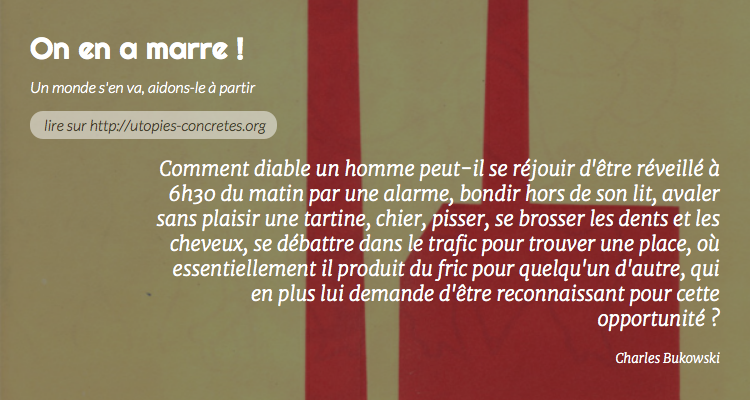 On en a marre !
Un monde s'en va, aidons-le à partir
lire sur http://utopies-concretes.org
Comment diable un homme peut-il se réjouir d'être réveillé à
6h30 du matin par une alarme, bondir hors de son lit, avaler
sans plaisir une tartine, chier, pisser, se brosser les dents et les
cheveux, se débattre dans le trafic pour trouver une place, où
essentiellement il produit du fric pour quelqu'un d'autre, qui
en plus lui demande d'être reconnaissant pour cette
opportunité ?
Charles Bukowski